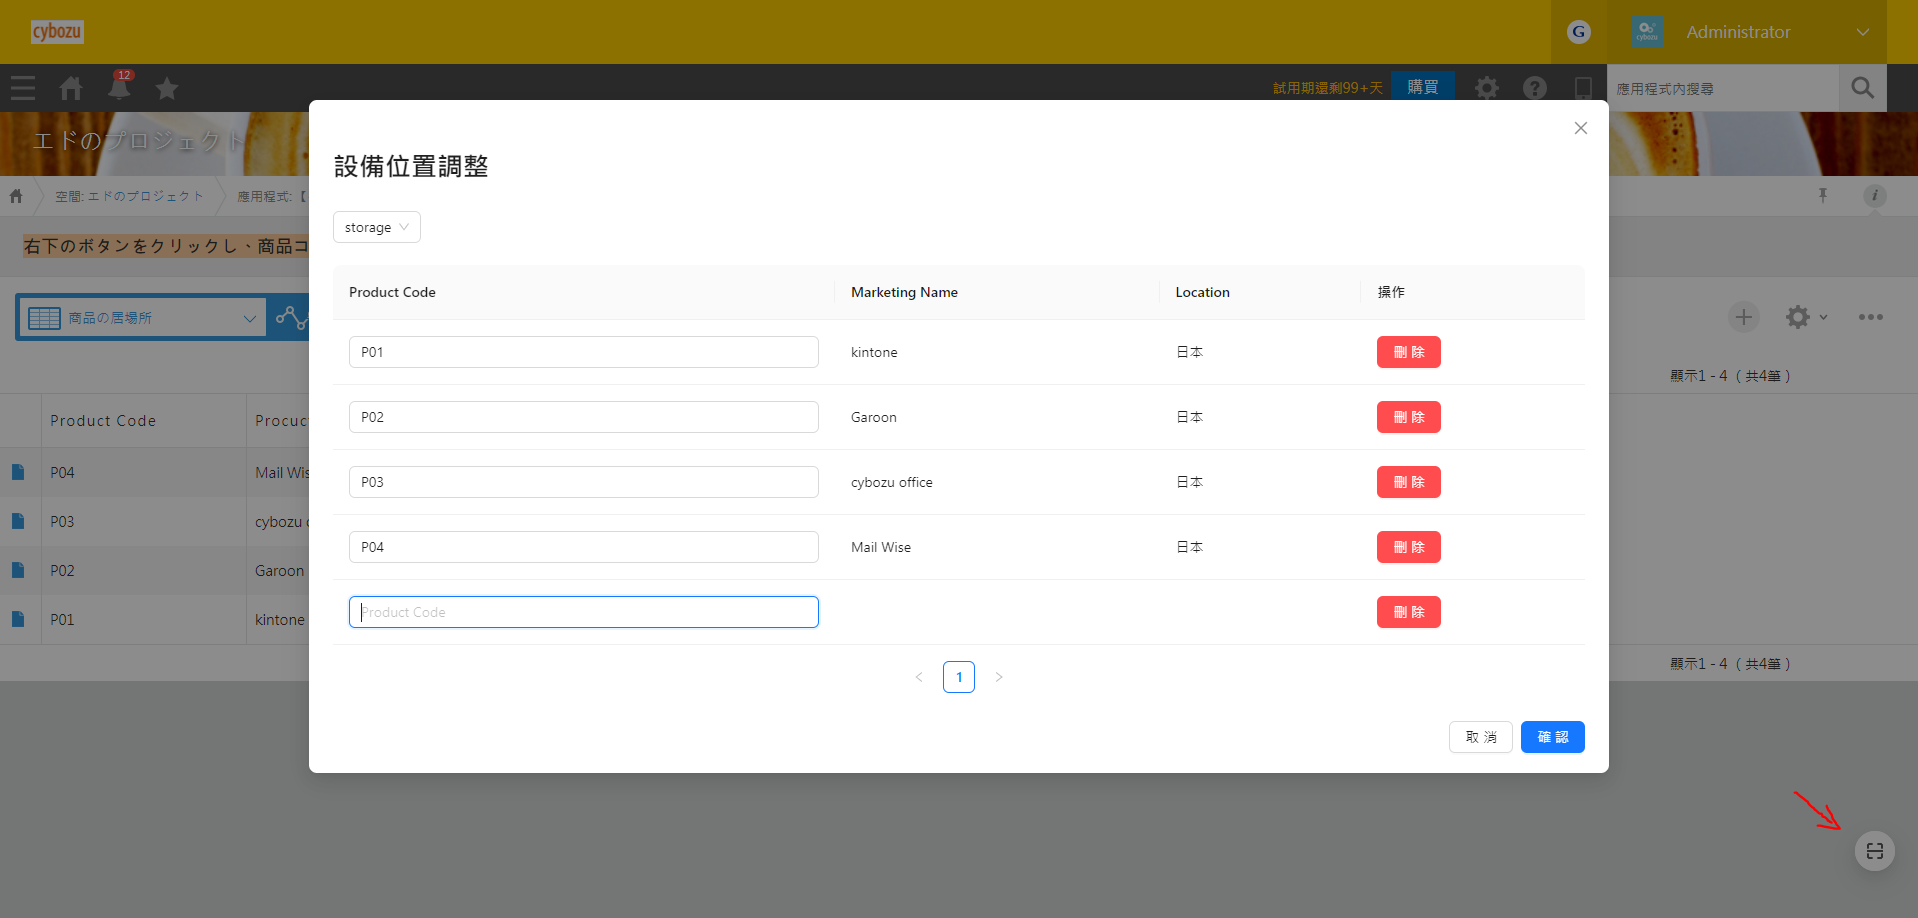 cybozu
G
cybozu
Administrator
12
試用期還剩99+天
購買
應用程式內搜尋
エドのプロジェクト
空間: エドのプロジェクト
應用程式:【
右下のボタンをクリックし、商品コ
商品の居場所
顯示1 - 4（共4筆）
Product Code
P04
Mail Wis
P03
cybozu
P02
Garoon
P01
kintone
顯示1 - 4（共4筆）
設備位置調整
storage
Product Code Marketing Name Location 操作
P01 kintone 日本 刪 除
P02 Garoon 日本 刪 除
P03 cybozu office 日本 刪 除
P04 Mail Wise 日本 刪 除
Product Code 刪 除
< 1 >
取 消 確 認